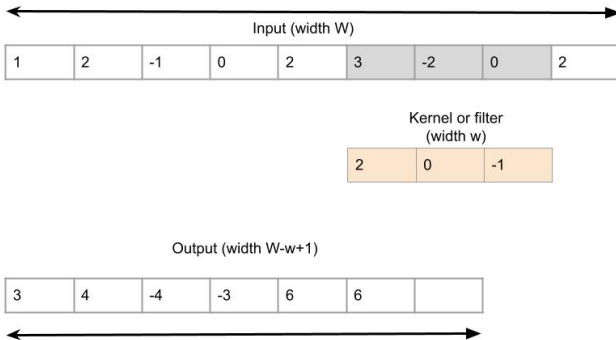 Input (width W)
1 2 -1 0 2 3 -2 0 2
Kernel or filter
(width w)
2 0 -1
Output (width W-w+1)
3 4 -4 -3 6 6